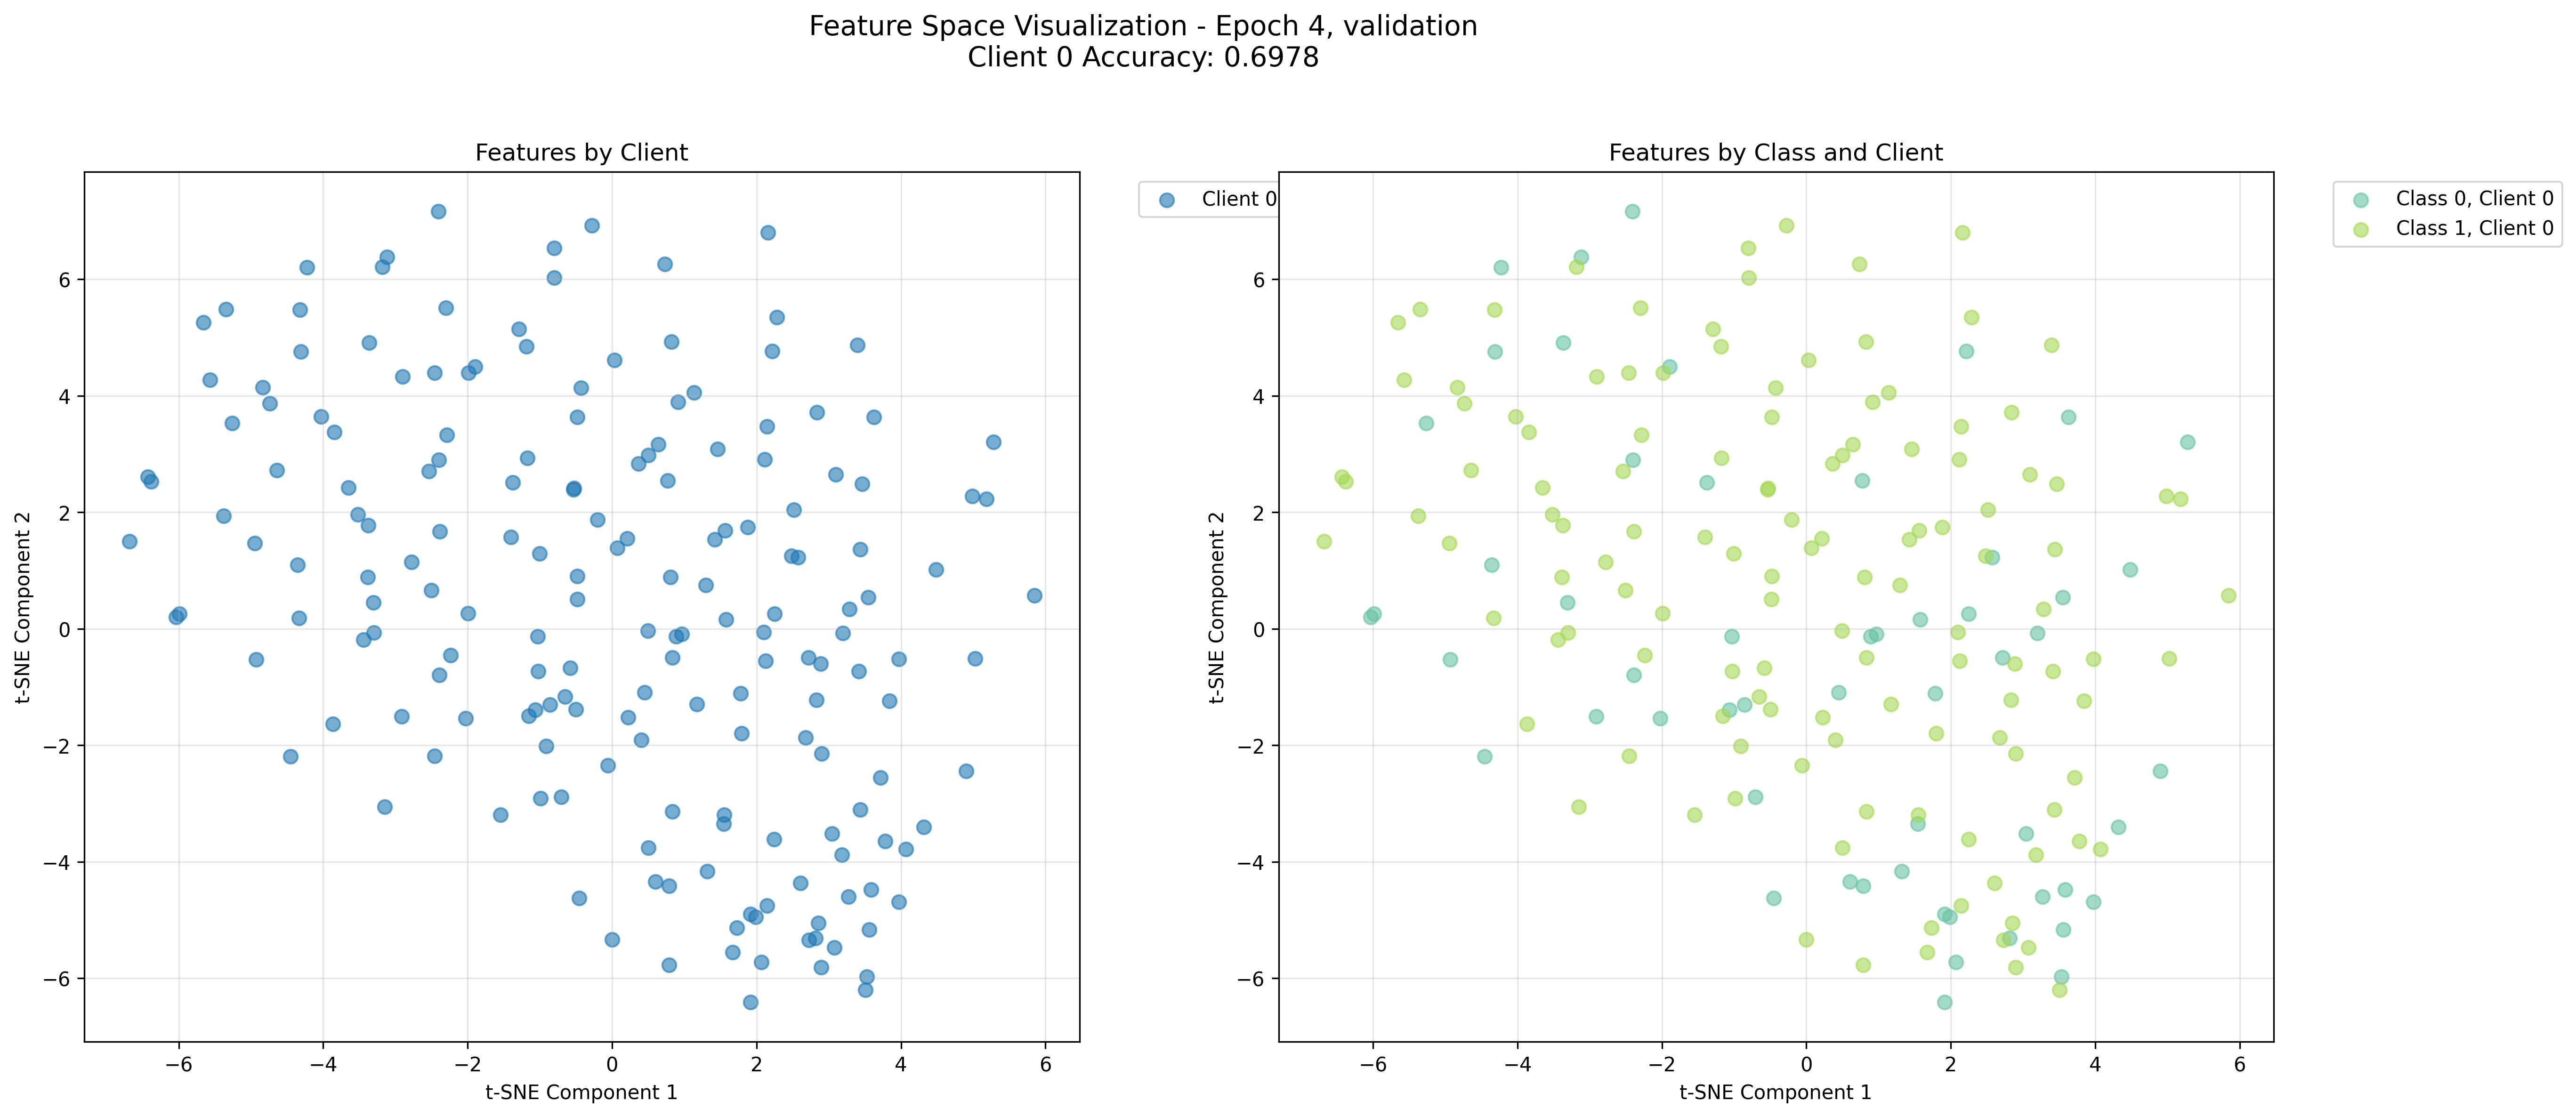 Feature Space Visualization - Epoch 4, validation
Client 0 Accuracy: 0.6978
Features by Client
t-SNE Component 2
6
4
2
0
−2
−4
−6
−6
−4
−2
0
2
4
6
t-SNE Component 1
Client 0
Features by Class and Client
t-SNE Component 2
6
4
2
0
−2
−4
−6
−6
−4
−2
0
2
4
6
t-SNE Component 1
Class 0, Client 0
Class 1, Client 0